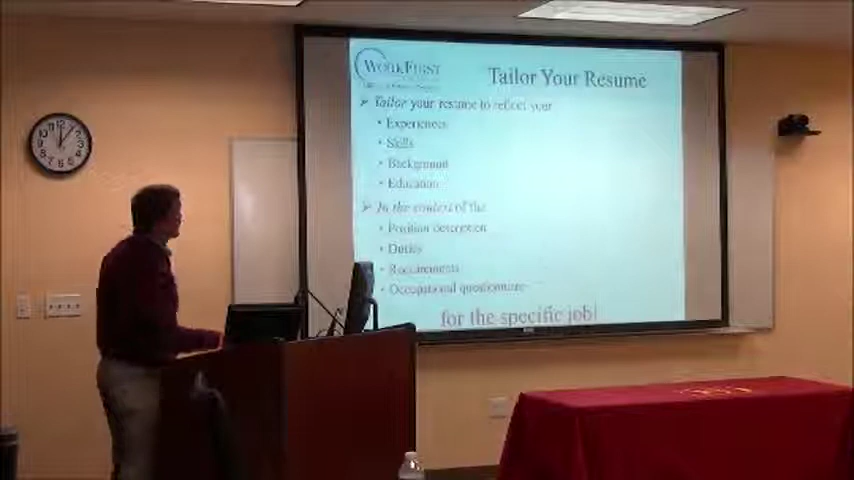 WORKFIRST
Tailor Your Resume
Tailor your resume to reflect your
Experiences
Skills
Background
Education
In the context of the
Position description
Duties
Requirements
Occupational questionnaire
for the specific job!